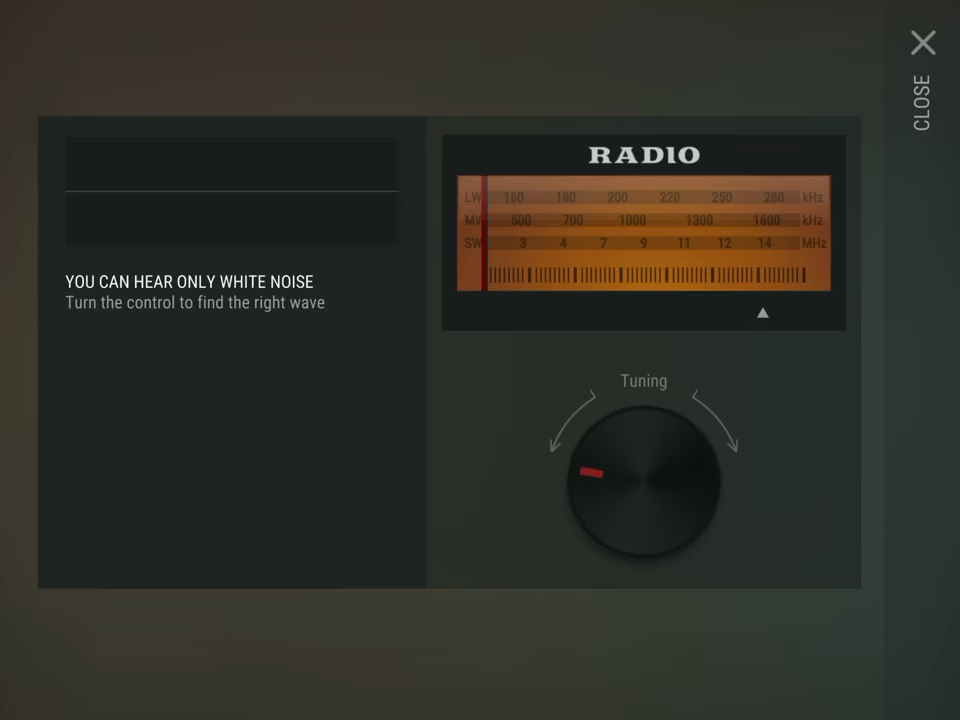 CLOSE
RADIO
LW 160 180 200 220 250 280 kHz
MW 500 700 1000 1300 1600 kHz
SW 3 4 7 9 11 12 14 MHz
YOU CAN HEAR ONLY WHITE NOISE
Turn the control to find the right wave
Tuning